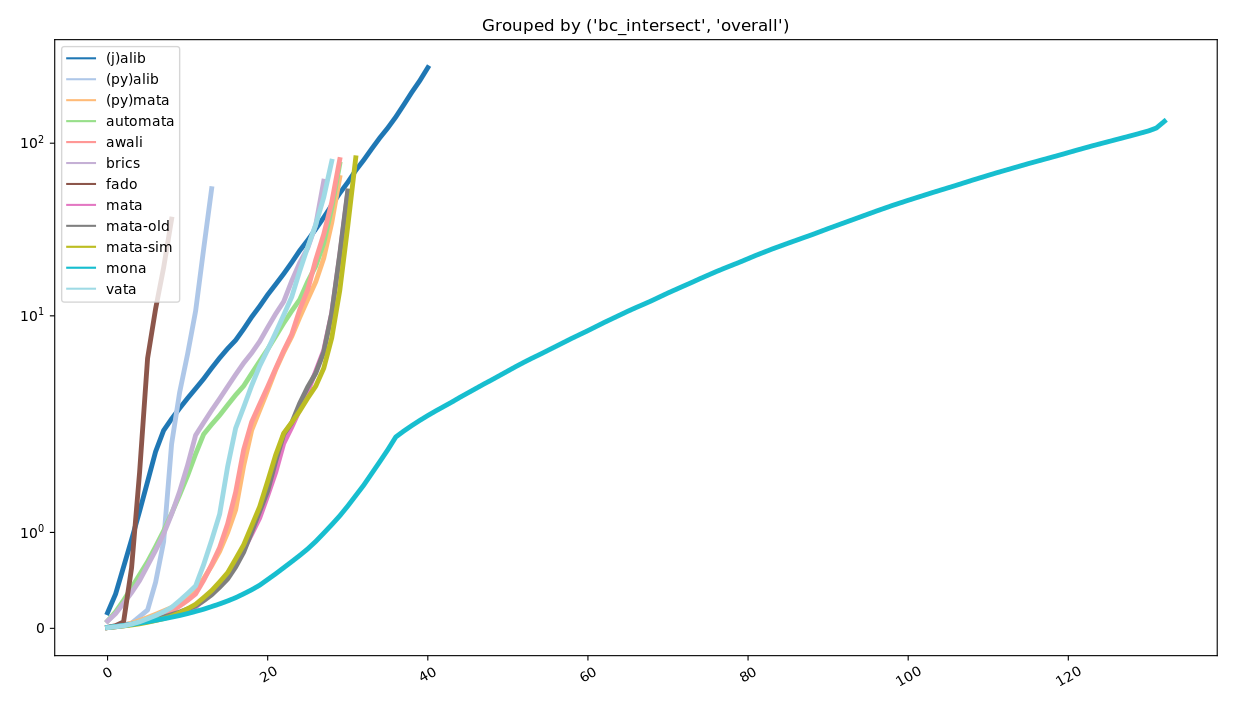 Grouped by ('bc_intersect', 'overall')
(j)alib
(py)alib
(py)mata
automata
awali
brics
fado
mata
mata-old
mata-sim
mona
vata
10²
10¹
10⁰
0
0
20
40
60
80
100
120